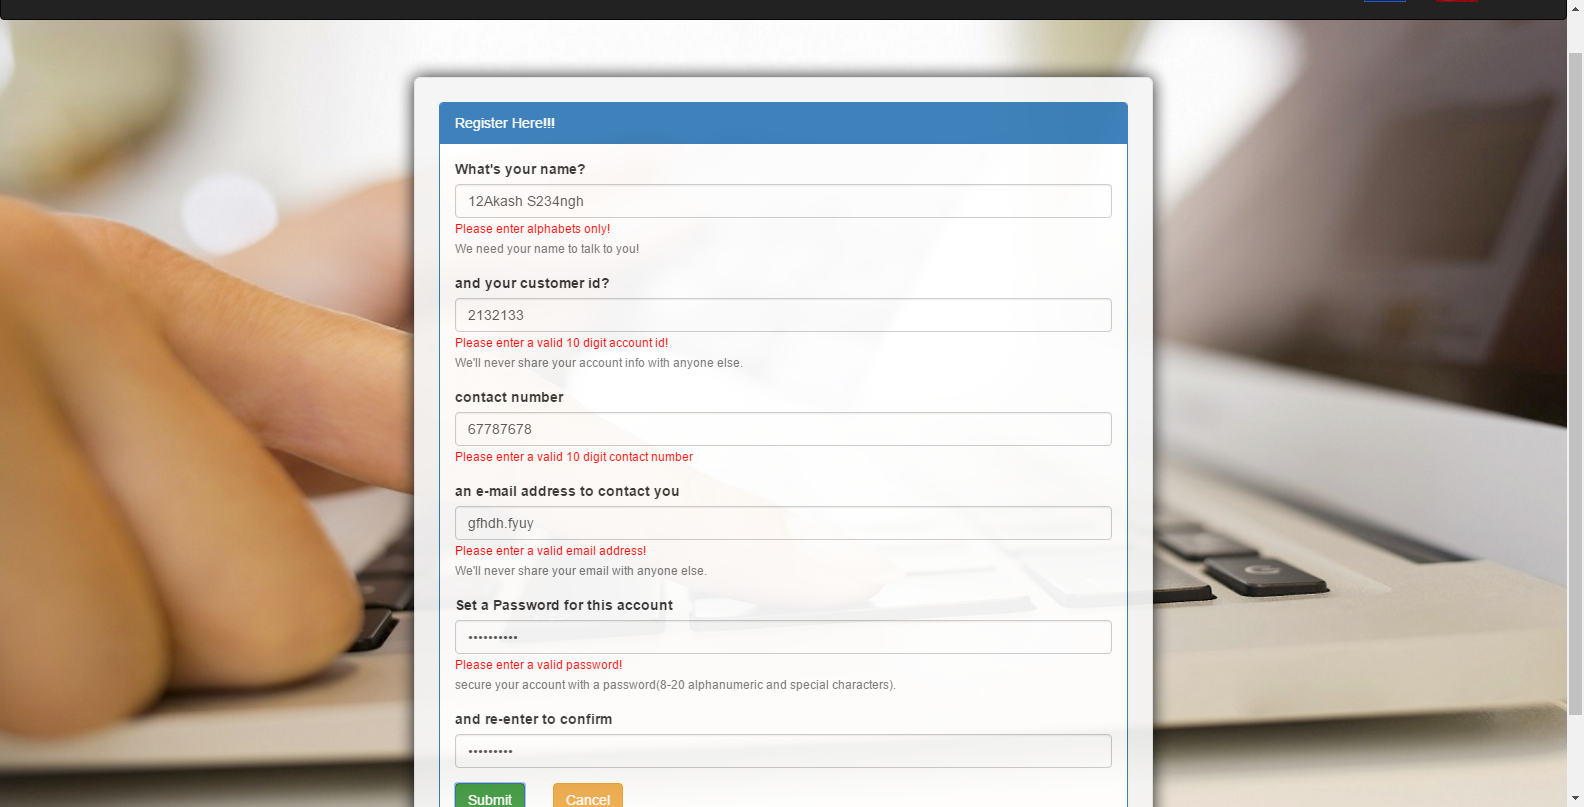 Register Here!!!
What's your name?
12Akash S234ngh
Please enter alphabets only!
We need your name to talk to you!
and your customer id?
2132133
Please enter a valid 10 digit account id!
We'll never share your account info with anyone else.
contact number
67787678
Please enter a valid 10 digit contact number
an e-mail address to contact you
gfhdh.fyuy
Please enter a valid email address!
We'll never share your email with anyone else.
Set a Password for this account
••••••••••
Please enter a valid password!
secure your account with a password(8-20 alphanumeric and special characters).
and re-enter to confirm
•••••••••
Submit Cancel